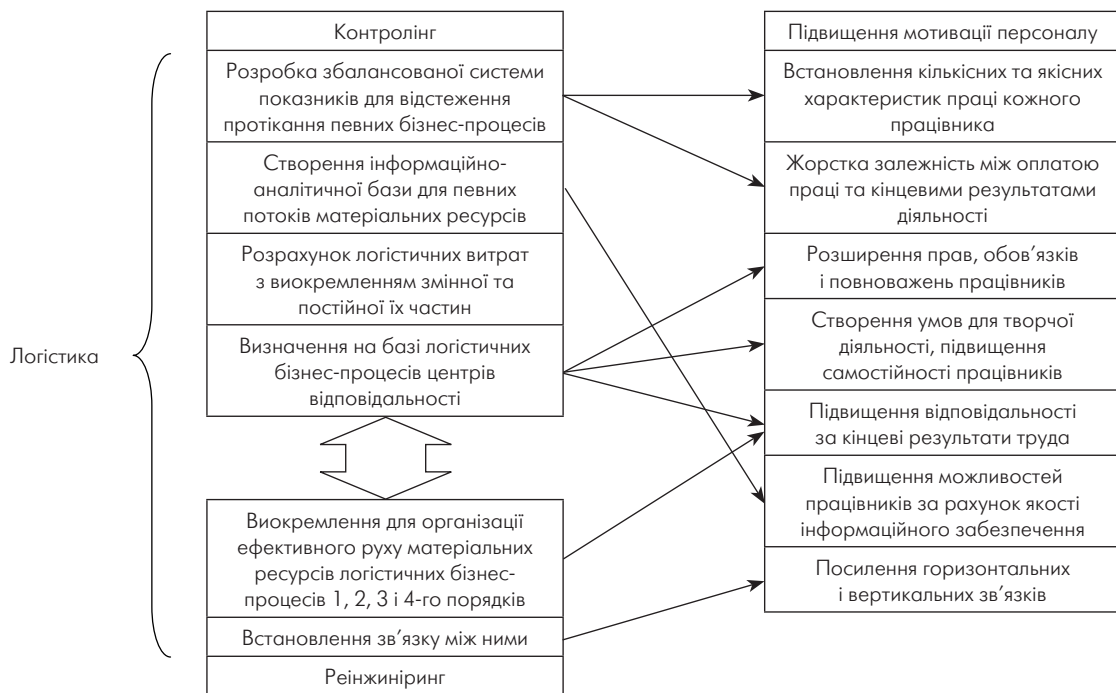 Логістика
Контролінг
Розробка збалансованої системи
показників для відстеження
протікання певних бізнес-процесів
Створення інформаційно-
аналітичної бази для певних
потоків матеріальних ресурсів
Розрахунок логістичних витрат
з виокремленням змінної та
постійної їх частин
Визначення на базі логістичних
бізнес-процесів центрів
відповідальності
Виокремлення для організації
ефективного руху матеріальних
ресурсів логістичних бізнес-
процесів 1, 2, 3 і 4-го порядків
Встановлення зв’язку між ними
Реінжиніринг
Підвищення мотивації персоналу
Встановлення кількісних та якісних
характеристик праці кожного
працівника
Жорстка залежність між оплатою
праці та кінцевими результатами
діяльності
Розширення прав, обов’язків
і повноважень працівників
Створення умов для творчої
діяльності, підвищення
самостійності працівників
Підвищення відповідальності
за кінцеві результати труда
Підвищення можливостей
працівників за рахунок якості
інформаційного забезпечення
Посилення горизонтальних
і вертикальних зв’язків